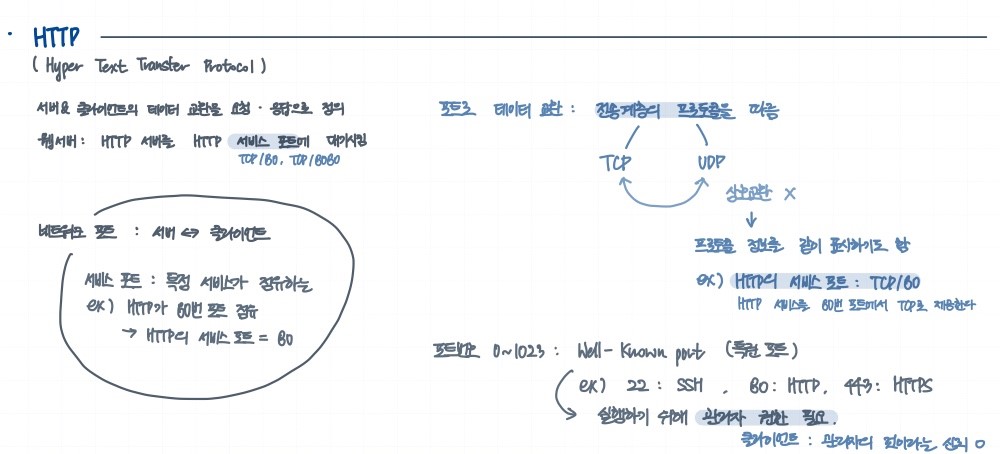 · HTTP
( Hyper Text Transfer Protocol )
서버와 클라이언트의 데이터 교환을 요청 · 응답으로 정의
웹서버 : HTTP 서버를 HTTP 서비스 포트에 대기시킴
TCP/80, TCP/8080
네트워크 포트 : 서버 ↔ 클라이언트
서비스 포트 : 특정 서비스가 점유하는
ex) HTTP가 80번 포트 점유
→ HTTP의 서비스 포트 = 80
포트로 데이터 교환 : 전송계층의 프로토콜을 따름
TCP UDP
상호교환 X
프로토콜 정보를 같이 표시하기도 함
ex) HTTP의 서비스 포트 : TCP/80
HTTP 서비스를 80번 포트에서 TCP로 제공한다
포트번호 0~1023 : Well-Known port (특권 포트)
ex) 22 : SSH , 80 : HTTP, 443 : HTTPS
실행하기 위해 관리자 권한 필요.
클라이언트 : 관리자의 것이라는 신뢰 O